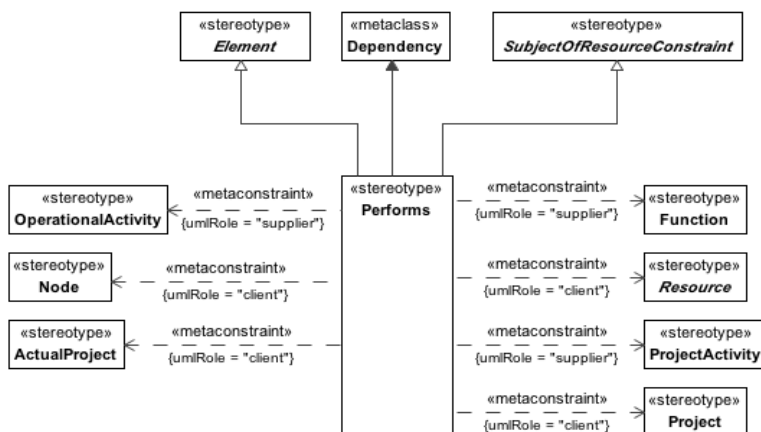 «stereotype»
Element
«metaclass»
Dependency
«stereotype»
SubjectOfResourceConstraint
«stereotype»
Performs
«stereotype»
OperationalActivity
«metaconstraint»
{umlRole = "supplier"}
«stereotype»
Node
«metaconstraint»
{umlRole = "client"}
«stereotype»
ActualProject
«metaconstraint»
{umlRole = "client"}
«metaconstraint»
{umlRole = "supplier"}
«stereotype»
Function
«metaconstraint»
{umlRole = "client"}
«stereotype»
Resource
«metaconstraint»
{umlRole = "supplier"}
«stereotype»
ProjectActivity
«metaconstraint»
{umlRole = "client"}
«stereotype»
Project